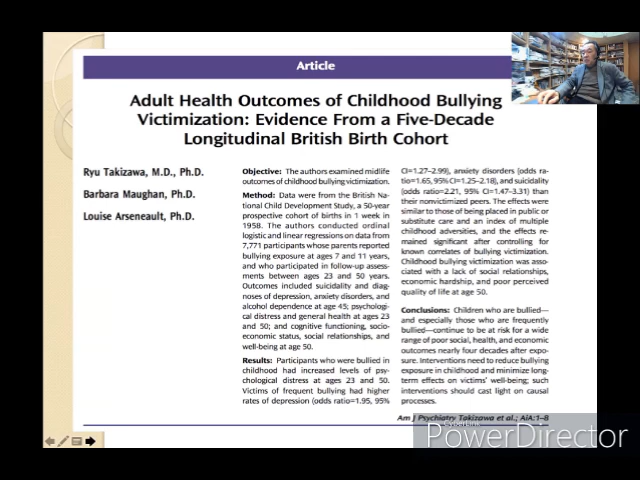 Article
Adult Health Outcomes of Childhood Bullying
Victimization: Evidence From a Five-Decade
Longitudinal British Birth Cohort
Ryu Takizawa, M.D., Ph.D.
Barbara Maughan, Ph.D.
Louise Arseneault, Ph.D.
Objective: The authors examined midlife
outcomes of childhood bullying victimization.
Method: Data were from the British Na-
tional Child Development Study, a 50-year
prospective cohort of births in 1 week in
1958. The authors conducted ordinal
logistic and linear regressions on data from
7,771 participants whose parents reported
bullying exposure at ages 7 and 11 years,
and who participated in follow-up assess-
ments between ages 23 and 50 years.
Outcomes included suicidality and diag-
noses of depression, anxiety disorders, and
alcohol dependence at age 45; psychologi-
cal distress and general health at ages 23
and 50; and cognitive functioning, socio-
economic status, social relationships, and
well-being at age 50.
Results: Participants who were bullied in
childhood had increased levels of psy-
chological distress at ages 23 and 50.
Victims of frequent bullying had higher
rates of depression (odds ratio=1.95, 95%
CI=1.27–2.99), anxiety disorders (odds ra-
tio=1.65, 95% CI=1.25–2.18), and suicidality
(odds ratio=2.21, 95% CI=1.47–3.31) than
their nonvictimized peers. The effects were
similar to those of being placed in public or
substitute care and an index of multiple
childhood adversities, and the effects re-
mained significant after controlling for
known correlates of bullying victimization.
Childhood bullying victimization was asso-
ciated with a lack of social relationships,
economic hardship, and poor perceived
quality of life at age 50.
Conclusions: Children who are bullied—
and especially those who are frequently
bullied—continue to be at risk for a wide
range of poor social, health, and economic
outcomes nearly four decades after expo-
sure. Interventions need to reduce bullying
exposure in childhood and minimize long-
term effects on victims' well-being; such
interventions should cast light on causal
processes.
Am J Psychiatry Takizawa et al.; AiA:1–8
CyberLink
PowerDirector